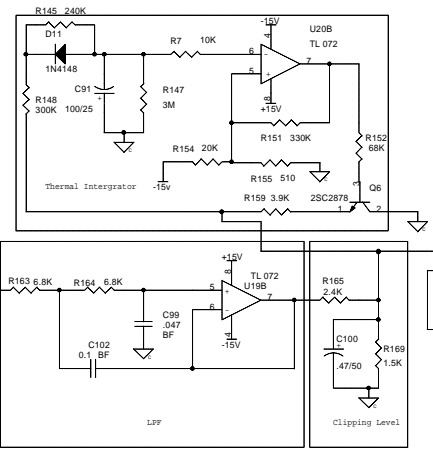 R145 240K
D11
1N4148
R148
300K
C91
100/25
+
R147
3M
R7 10K
-15V
U20B
TL 072
4
6
-
5
+
7
8
+15V
R151 330K
R152
68K
R154 20K
-15v
R155 510
Thermal Intergrator
R159 3.9K
2SC2878
Q6
3
1
2
R163 6.8K
R164 6.8K
C99
.047
BF
C102
0.1 BF
+15V
8
TL 072
U19B
5
+
6
-
7
4
-15V
LPF
R165
2.4K
C100
+
.47/50
R169
1.5K
Clipping Level